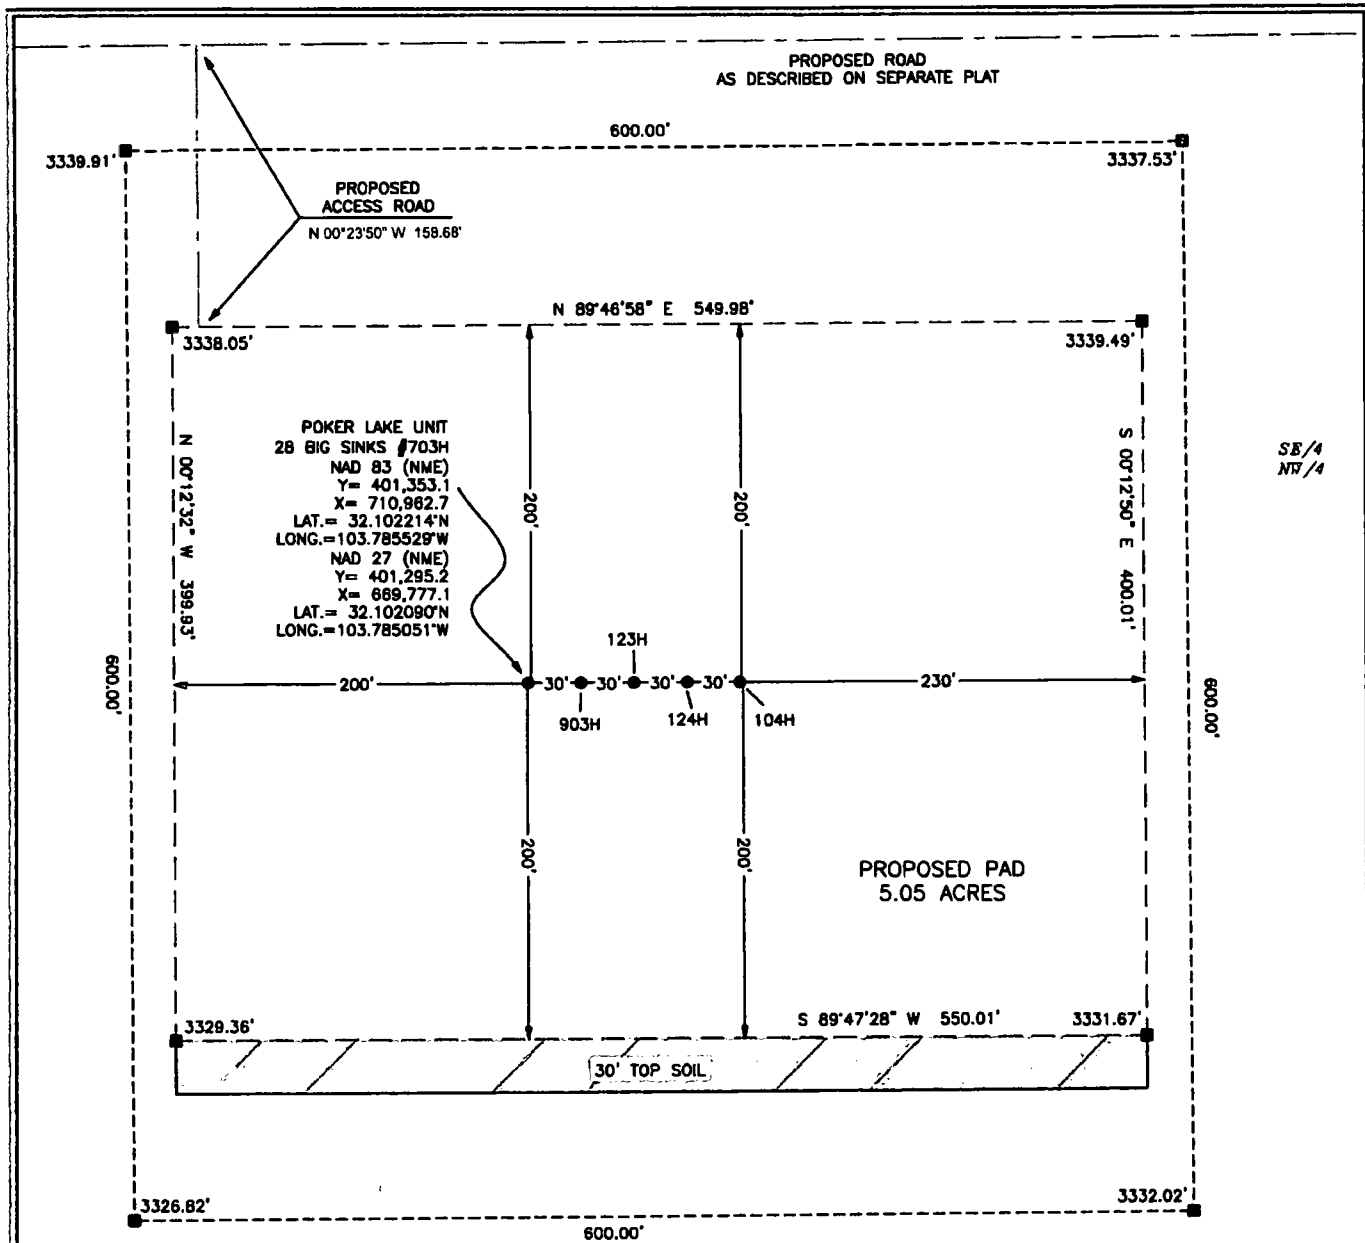 PROPOSED ROAD
AS DESCRIBED ON SEPARATE PLAT
600.00'
3339.91'
3337.53'
PROPOSED
ACCESS ROAD
N 00°23'50" W 158.68'
N 89°46'58" E 549.98'
3338.05'
3339.49'
POKER LAKE UNIT
28 BIG SINKS #703H
NAD 83 (NME)
Y= 401,353.1
X= 710,962.7
LAT.= 32.102214°N
LONG.=103.785529°W
NAD 27 (NME)
Y= 401,295.2
X= 669,777.1
LAT.= 32.102090°N
LONG.=103.785051°W
N 00°12'32" W 399.93'
S 00°12'50" E 400.01'
SE/4
NW/4
200'
200'
123H
600.00'
200'
30'
30'
30'
30'
230'
600.00'
903H
124H
104H
200'
200'
PROPOSED PAD
5.05 ACRES
3329.36'
S 89°47'28" W 550.01'
3331.67'
30' TOP SOIL
3326.82'
3332.02'
600.00'